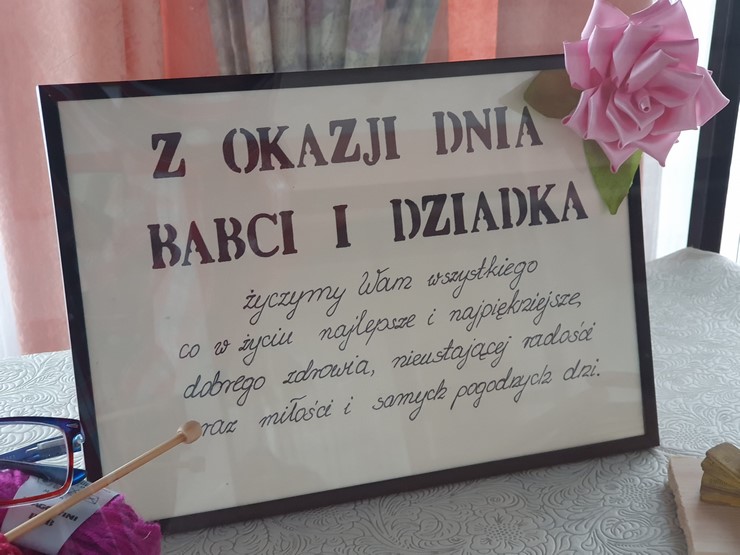 Z OKAZJI DNIA
BABCI I DZIADKA
życzymy Wam wszystkiego
co w życiu najlepsze i najpiękniejsze,
dobrego zdrowia, nieustającej radości
oraz miłości i samych pogodnych dni.